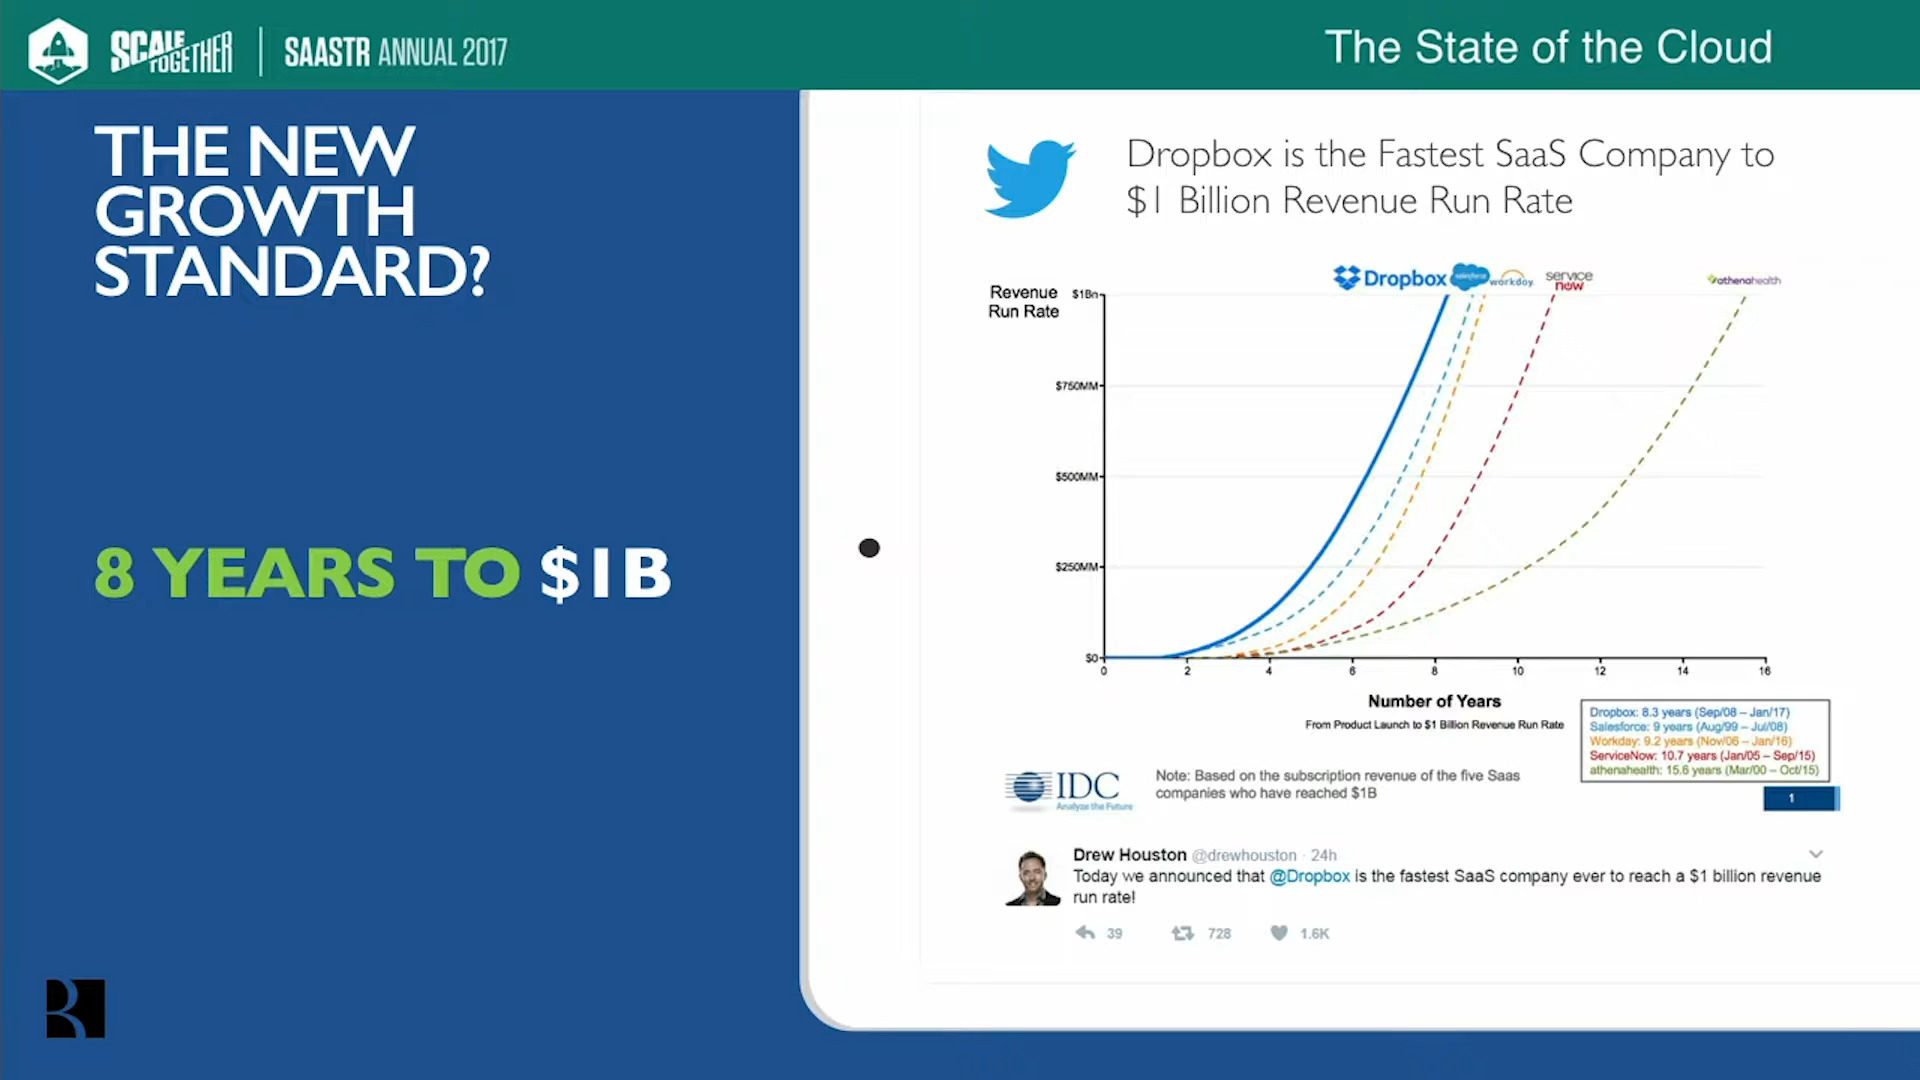 SCALE TOGETHER
SAASTR ANNUAL 2017
The State of the Cloud
THE NEW
GROWTH
STANDARD?
8 YEARS TO $1B
Dropbox is the Fastest SaaS Company to
$1 Billion Revenue Run Rate
Dropbox
salesforce
workday.
service
now
athenahealth
Revenue
Run Rate
$1Bn
$750MM
$500MM
$250MM
$0
0 2 4 6 8 10 12 14 16
Number of Years
From Product Launch to $1 Billion Revenue Run Rate
Dropbox: 8.3 years (Sep/08 – Jan/17)
Salesforce: 9 years (Aug/99 – Jul/08)
Workday: 9.2 years (Nov/06 – Jan/16)
ServiceNow: 10.7 years (Jan/05 – Sep/15)
athenahealth: 15.6 years (Mar/00 – Oct/15)
IDC
Analyze the Future
Note: Based on the subscription revenue of the five Saas
companies who have reached $1B
1
Drew Houston @drewhouston · 24h
Today we announced that @Dropbox is the fastest SaaS company ever to reach a $1 billion revenue
run rate!
39 728 1.6K